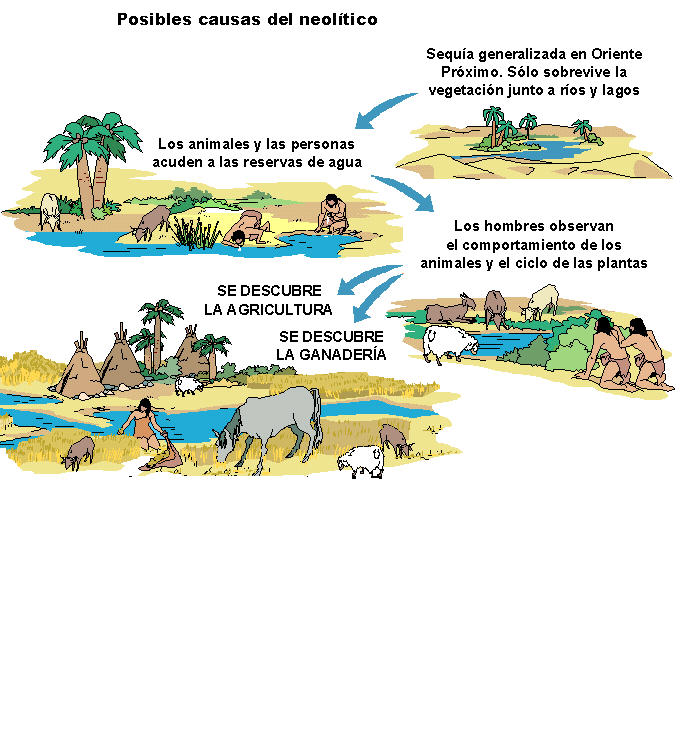 Posibles causas del neolítico
Sequía generalizada en Oriente
Próximo. Sólo sobrevive la
vegetación junto a ríos y lagos
Los animales y las personas
acuden a las reservas de agua
Los hombres observan
el comportamiento de los
animales y el ciclo de las plantas
SE DESCUBRE
LA AGRICULTURA
SE DESCUBRE
LA GANADERÍA